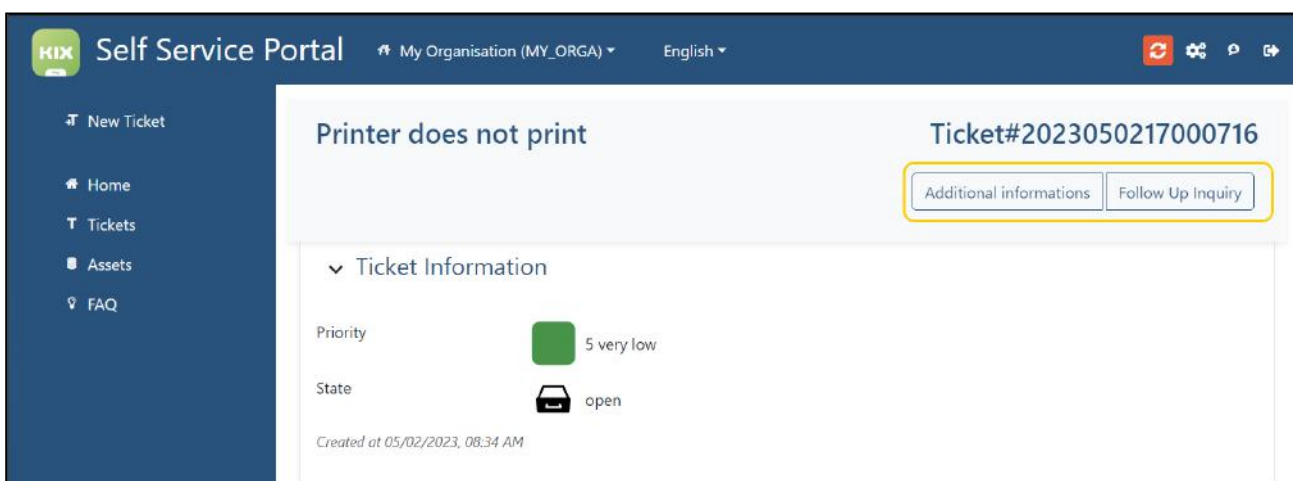 KIX Self Service Portal My Organisation (MY_ORGA) English
New Ticket
Home
Tickets
Assets
FAQ
Printer does not print Ticket#2023050217000716
Additional informations Follow Up Inquiry
Ticket Information
Priority 5 very low
State open
Created at 05/02/2023, 08:34 AM